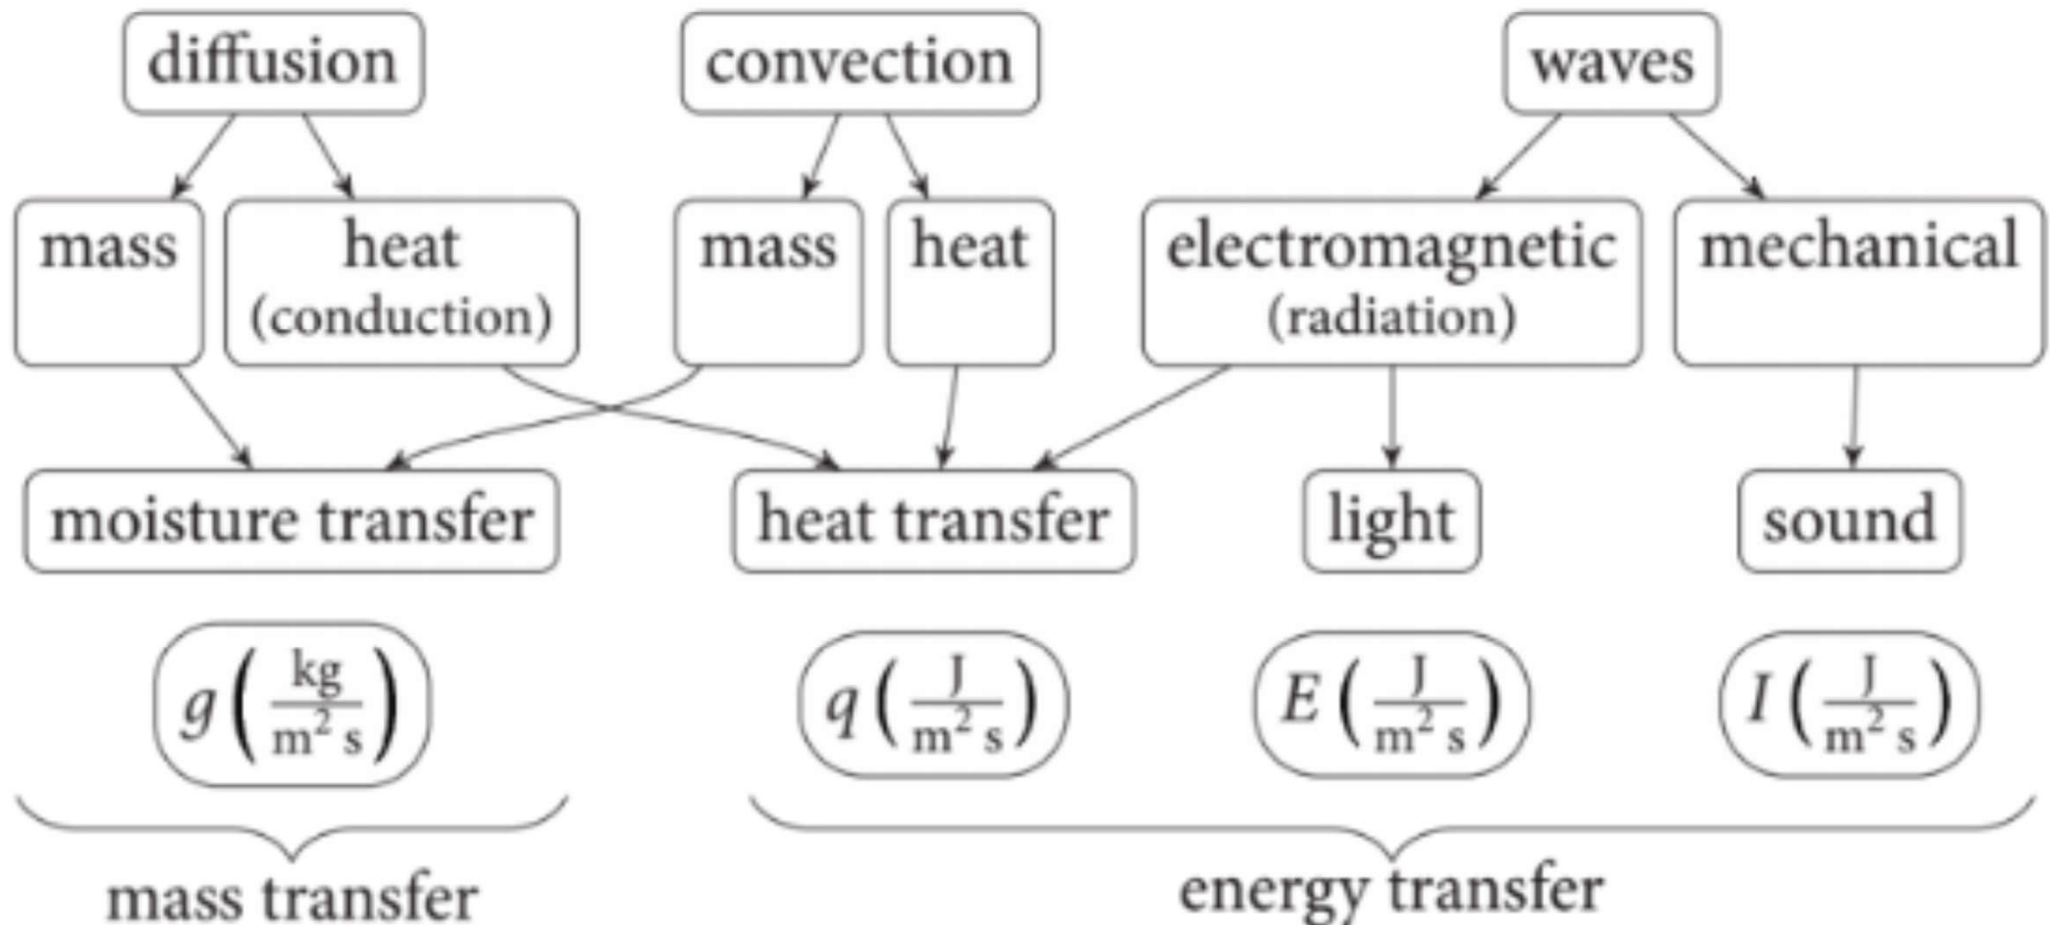 diffusion convection waves
mass heat mass heat electromagnetic mechanical
(conduction) (radiation)
moisture transfer heat transfer light sound
g (kg/m² s) q (J/m² s) E (J/m² s) I (J/m² s)
mass transfer energy transfer